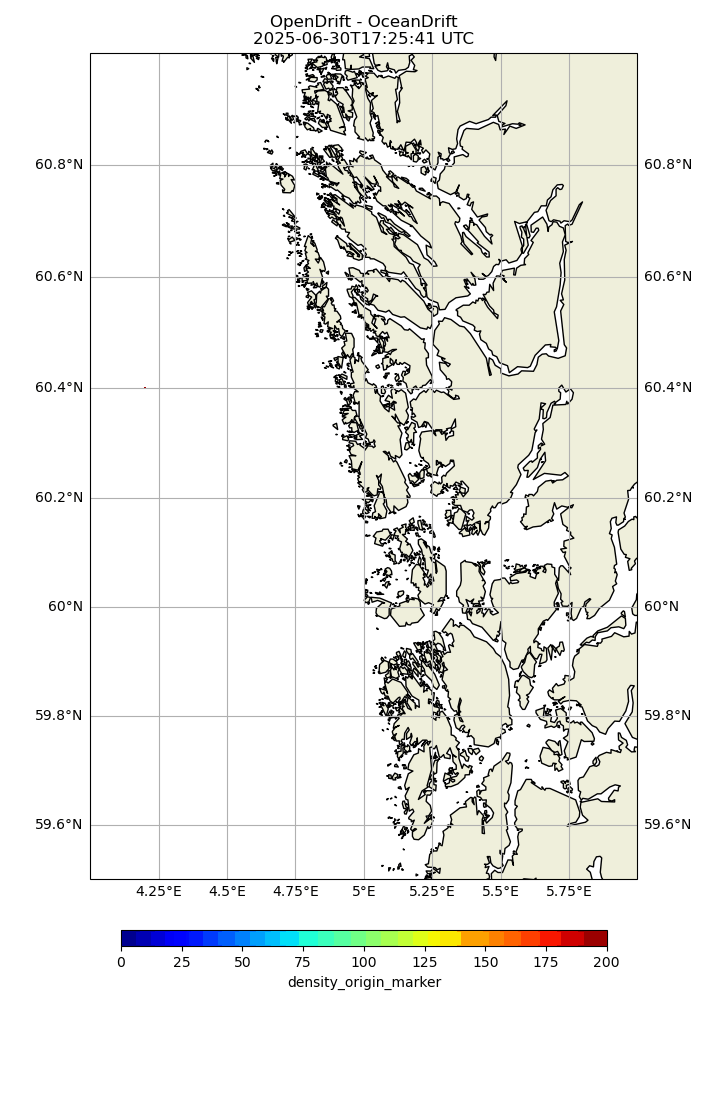 OpenDrift - OceanDrift
2025-06-30T17:25:41 UTC
60.8°N 60.8°N
60.6°N 60.6°N
60.4°N 60.4°N
60.2°N 60.2°N
60°N 60°N
59.8°N 59.8°N
59.6°N 59.6°N
4.25°E 4.5°E 4.75°E 5°E 5.25°E 5.5°E 5.75°E
0 25 50 75 100 125 150 175 200
density_origin_marker